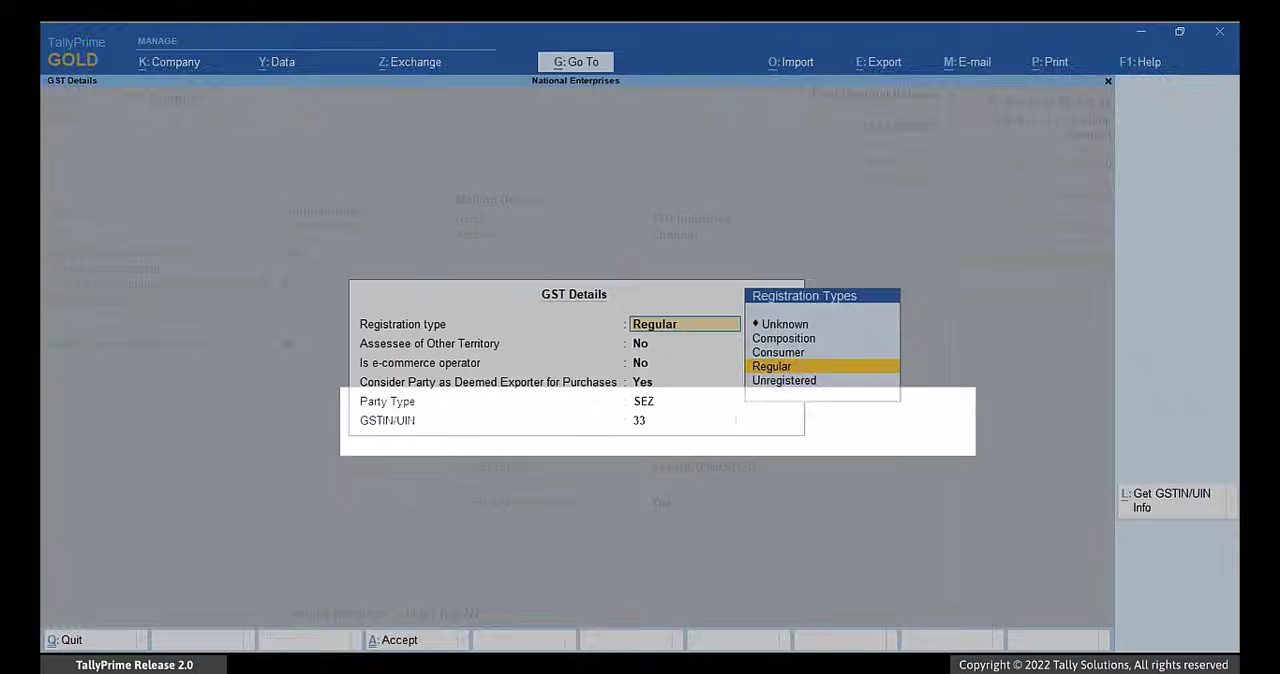 TallyPrime
GOLD
MANAGE
K: Company
Y: Data
Z: Exchange
G: Go To
O: Import
E: Export
M: E-mail
P: Print
F1: Help
GST Details
National Enterprises
GST Details
Registration type : Regular
Assessee of Other Territory : No
Is e-commerce operator : No
Consider Party as Deemed Exporter for Purchases : Yes
Party Type : SEZ
GSTIN/UIN : 33
Registration Types
♦ Unknown
Composition
Consumer
Regular
Unregistered
L: Get GSTIN/UIN
Info
Q: Quit
A: Accept
TallyPrime Release 2.0
Copyright © 2022 Tally Solutions, All rights reserved